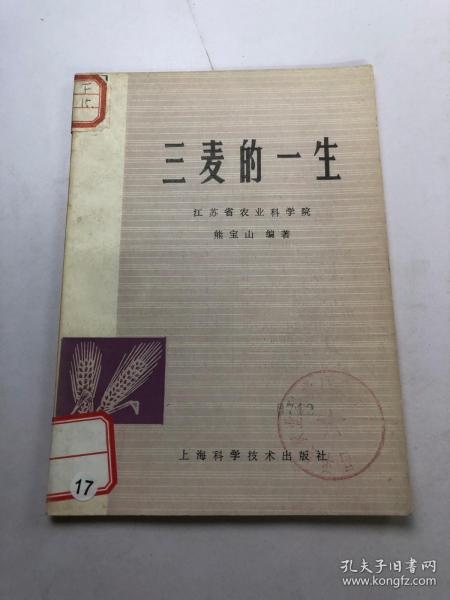 三麦的一生
江苏省农业科学院
熊宝山 编著
上海科学技术出版社
17
孔夫子旧书网
www.kongfz.com